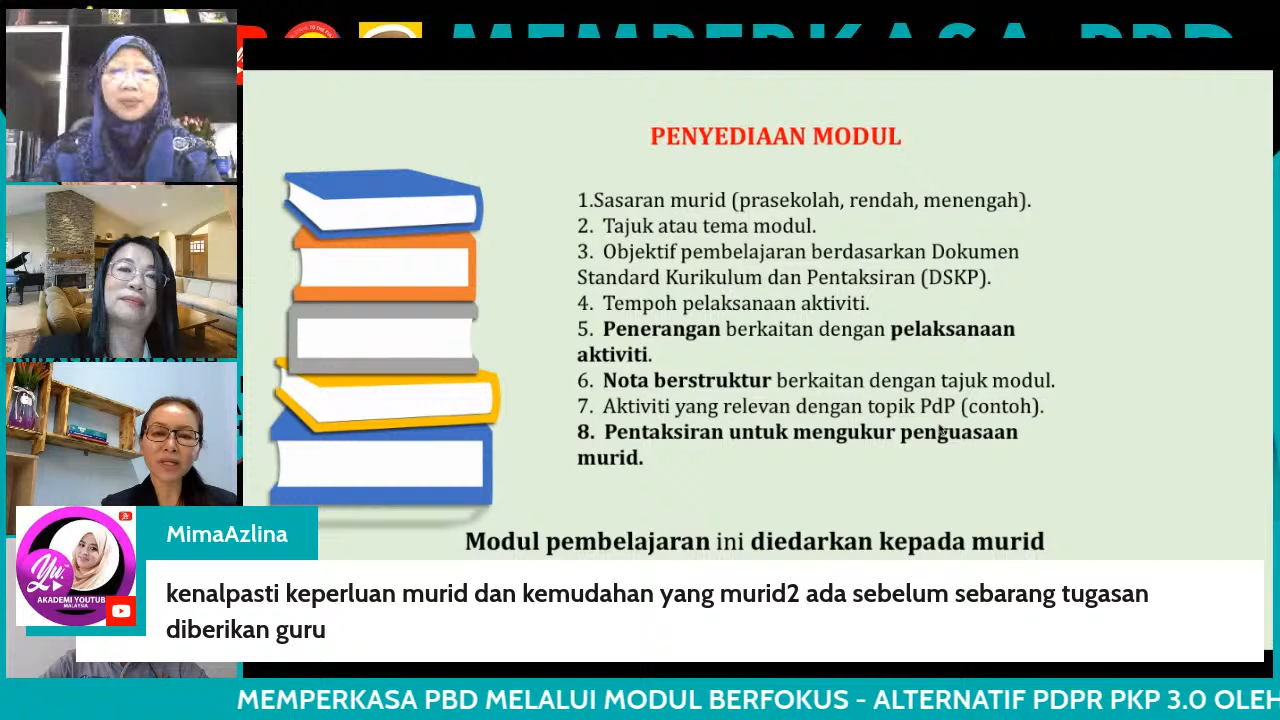 MEMPERKASA PBD
PENYEDIAAN MODUL
1.Sasaran murid (prasekolah, rendah, menengah).
2. Tajuk atau tema modul.
3. Objektif pembelajaran berdasarkan Dokumen
Standard Kurikulum dan Pentaksiran (DSKP).
4. Tempoh pelaksanaan aktiviti.
5. Penerangan berkaitan dengan pelaksanaan
aktiviti.
6. Nota berstruktur berkaitan dengan tajuk modul.
7. Aktiviti yang relevan dengan topik PdP (contoh).
8. Pentaksiran untuk mengukur penguasaan
murid.
Modul pembelajaran ini diedarkan kepada murid
AKADEMI YOUTUB
MALAYSIA
MimaAzlina
kenalpasti keperluan murid dan kemudahan yang murid2 ada sebelum sebarang tugasan
diberikan guru
MEMPERKASA PBD MELALUI MODUL BERFOKUS - ALTERNATIF PDPR PKP 3.0 OLEH